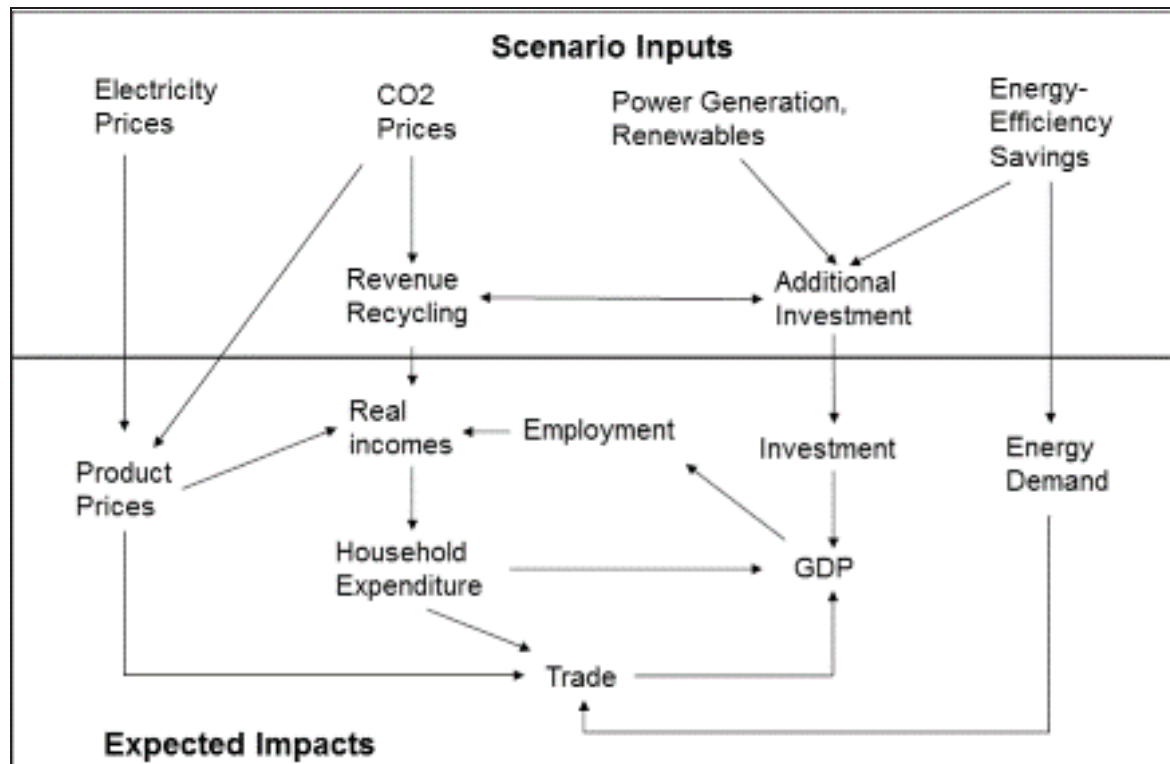 Scenario Inputs
Electricity
Prices
CO2
Prices
Power Generation,
Renewables
Energy-
Efficiency
Savings
Revenue
Recycling
Additional
Investment
Real
incomes
Employment
Investment
Energy
Demand
Product
Prices
Household
Expenditure
GDP
Trade
Expected Impacts